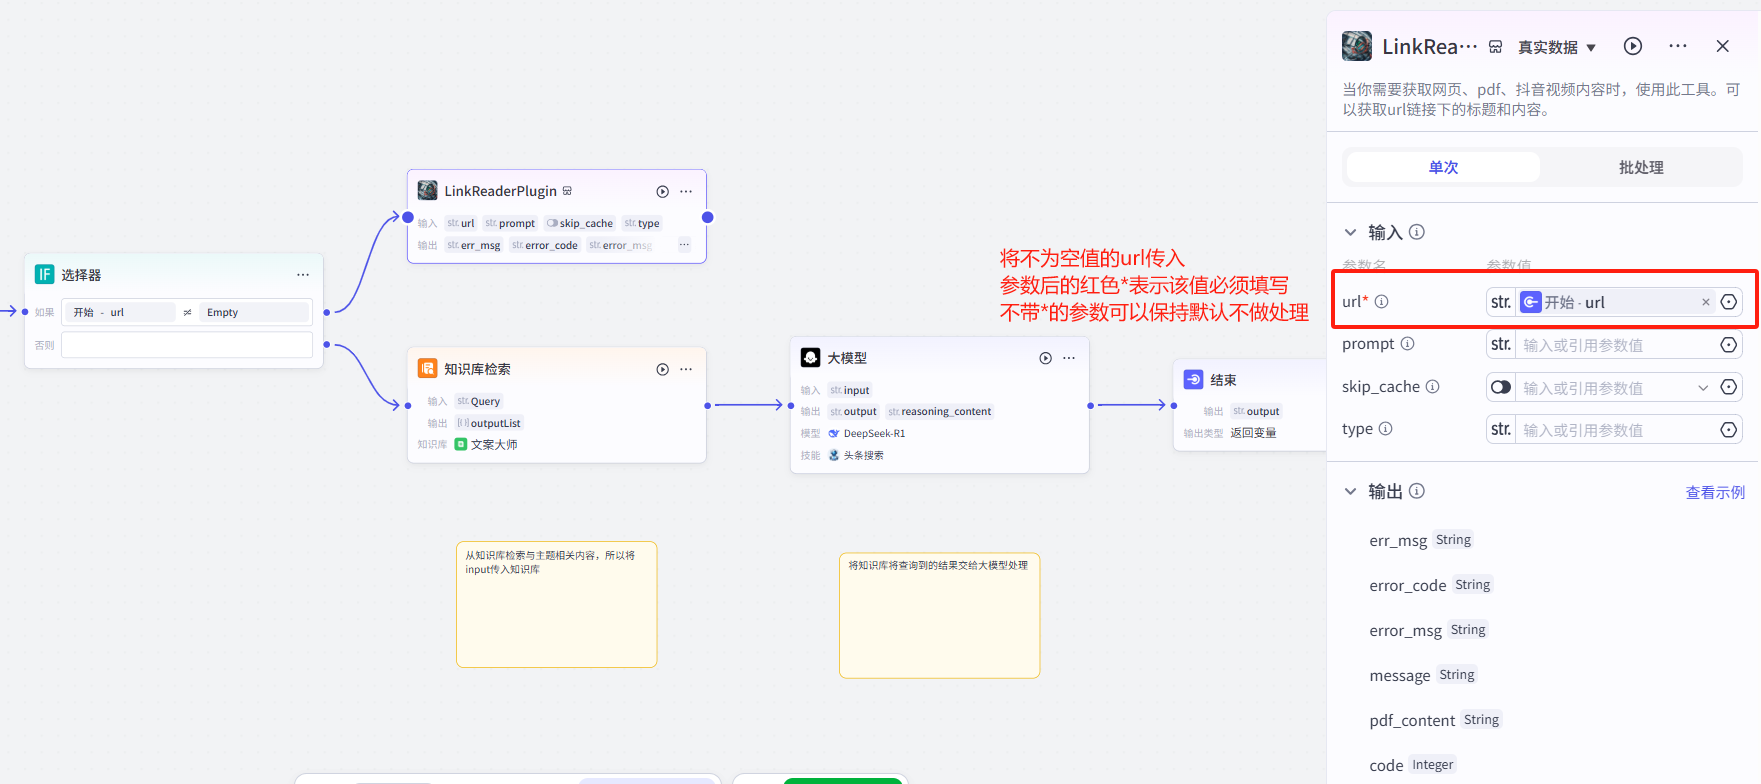 IF 选择器 ···
如果 开始 - url ≠ Empty
否则
LinkReaderPlugin ···
输入 str. url str. prompt skip_cache str. type
输出 str. err_msg str. error_code str. error_msg ···
知识库检索 ···
输入 str. Query
输出 [] outputList
知识库 文案大师
将不为空值的url传入
参数后的红色*表示该值必须填写
不带*的参数可以保持默认不做处理
大模型 ···
输入 str. input
输出 str. output str. reasoning_content
模型 DeepSeek-R1
技能 头条搜索
结束
输出 str. output
输出类型 返回变量
从知识库检索与主题相关内容，所以将
input传入知识库
将知识库将查询到的结果交给大模型处理
LinkRea··· 真实数据 ▼ ···
当你需要获取网页、pdf、抖音视频内容时，使用此工具。可
以获取url链接下的标题和内容。
单次 批处理
输入
参数名 参数值
url* str. 开始 - url ×
prompt str. 输入或引用参数值
skip_cache 输入或引用参数值
type str. 输入或引用参数值
输出 查看示例
err_msg String
error_code String
error_msg String
message String
pdf_content String
code Integer